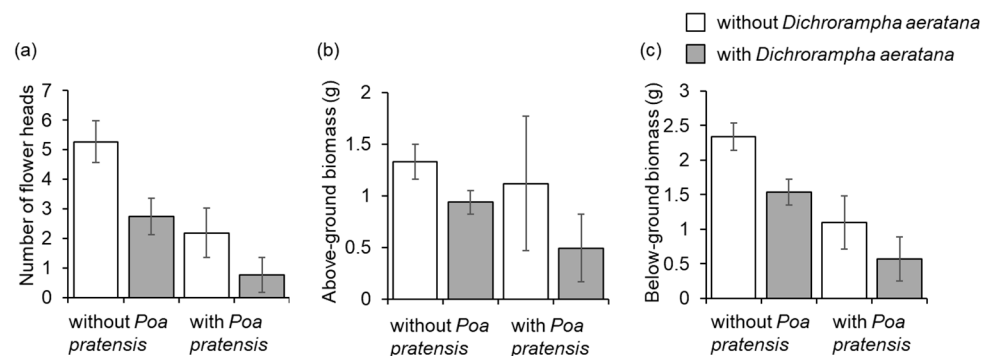 without Dichrorampha aeratana
with Dichrorampha aeratana
(a)
Number of flower heads
7
6
5
4
3
2
1
0
without Poa
pratensis
with Poa
pratensis
(b)
Above-ground biomass (g)
2
1.5
1
0.5
0
without Poa
pratensis
with Poa
pratensis
(c)
Below-ground biomass (g)
3
2.5
2
1.5
1
0.5
0
without Poa
pratensis
with Poa
pratensis